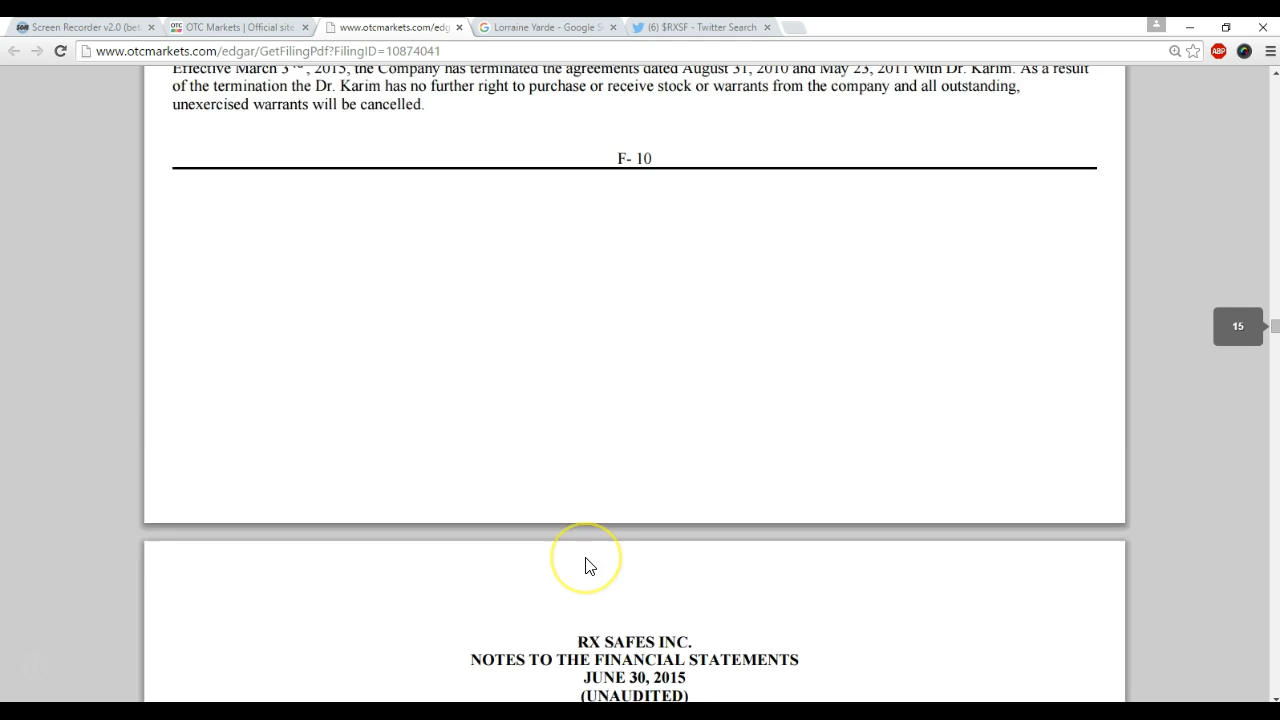 Screen Recorder v2.0 (bet
OTC Markets | Official site
www.otcmarkets.com/edg
Lorraine Yarde - Google S
(6) $RXSF - Twitter Search
www.otcmarkets.com/edgar/GetFilingPdf?FilingID=10874041
ABP
Effective March 3rd, 2015, the Company has terminated the agreements dated August 31, 2010 and May 23, 2011 with Dr. Karim. As a result
of the termination the Dr. Karim has no further right to purchase or receive stock or warrants from the company and all outstanding,
unexercised warrants will be cancelled.
F- 10
15
RX SAFES INC.
NOTES TO THE FINANCIAL STATEMENTS
JUNE 30, 2015
(UNAUDITED)